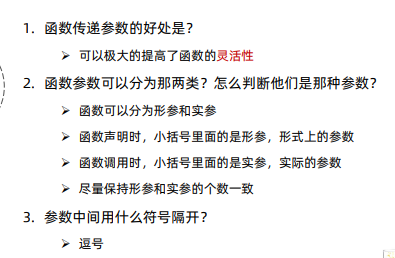 1. 函数传递参数的好处是？
➢ 可以极大的提高了函数的灵活性
2. 函数参数可以分为那两类？怎么判断他们是那种参数？
➢ 函数可以分为形参和实参
➢ 函数声明时，小括号里面的是形参，形式上的参数
➢ 函数调用时，小括号里面的是实参，实际的参数
➢ 尽量保持形参和实参的个数一致
3. 参数中间用什么符号隔开？
➢ 逗号